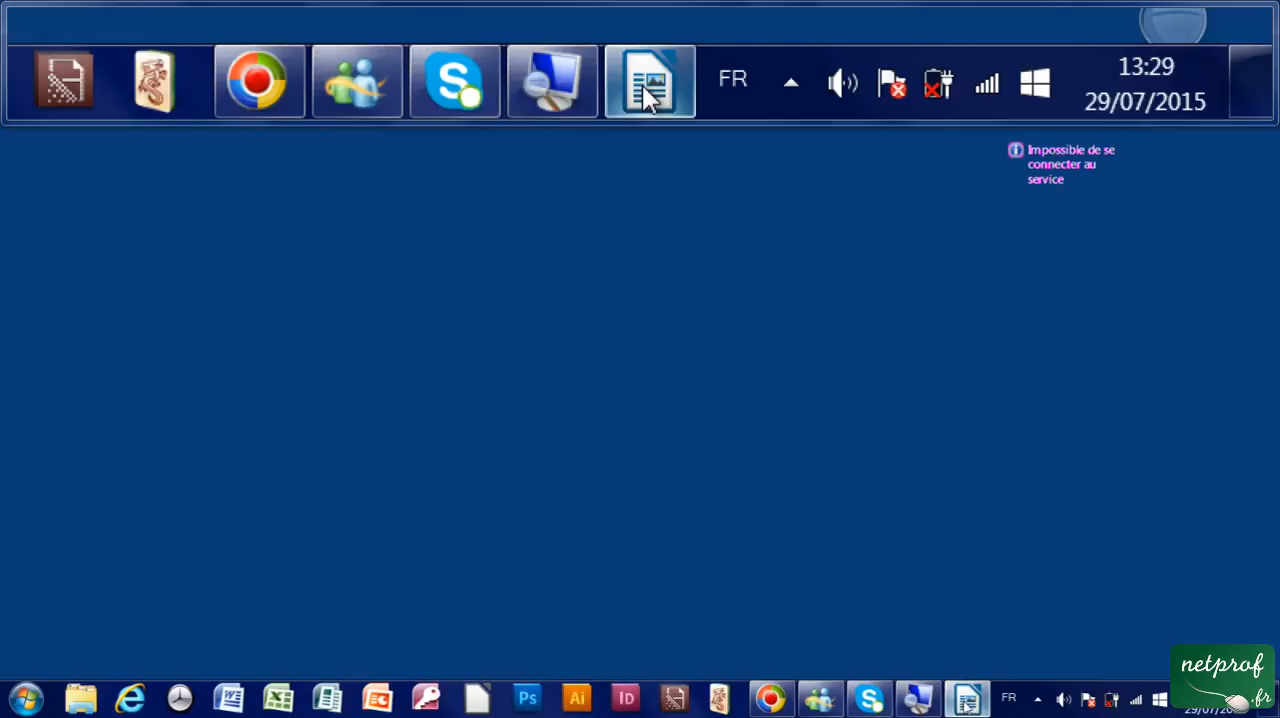 FR
13:29
29/07/2015
Impossible de se
connecter au
service
Ps
Ai
ID
FR
netprof
.fr